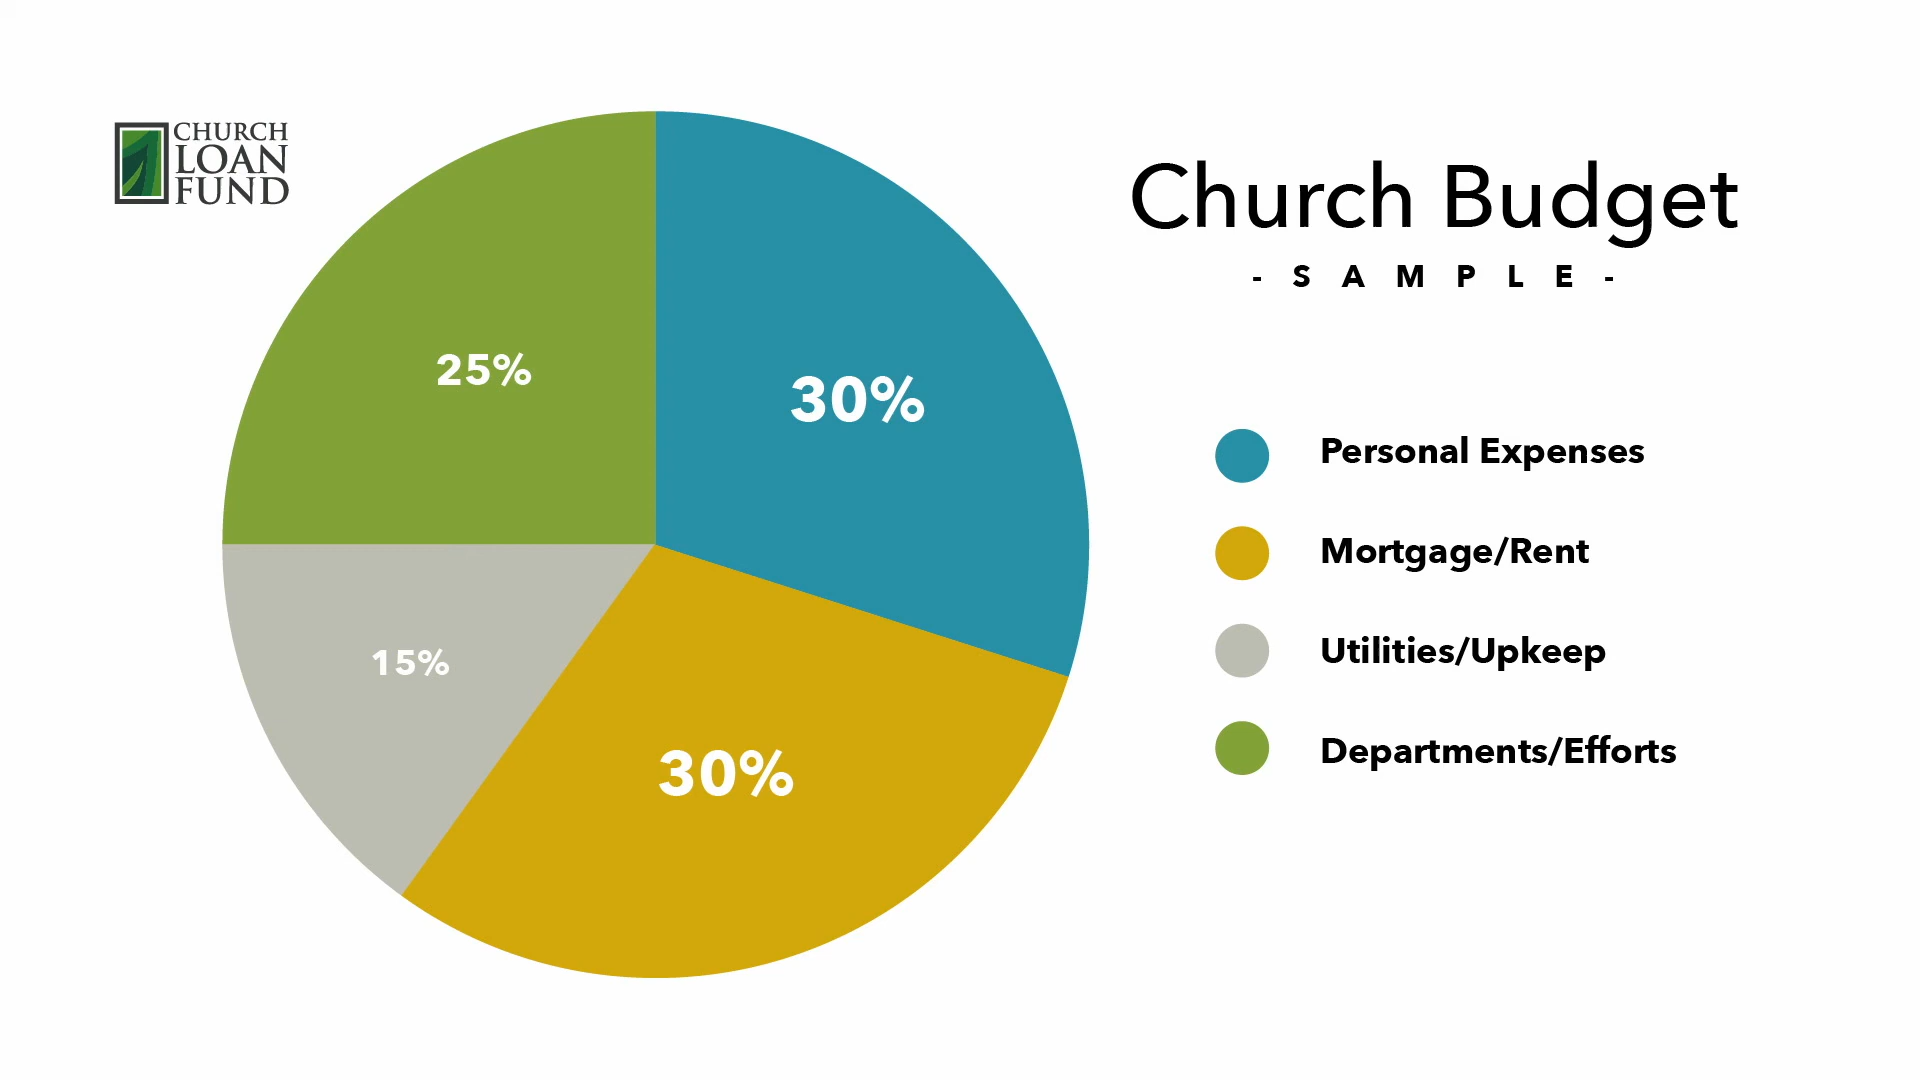 CHURCH
LOAN
FUND
Church Budget
- S A M P L E -
25%
30%
15%
30%
Personal Expenses
Mortgage/Rent
Utilities/Upkeep
Departments/Efforts